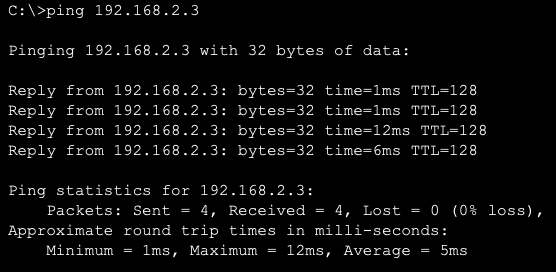 C:\>ping 192.168.2.3
Pinging 192.168.2.3 with 32 bytes of data:
Reply from 192.168.2.3: bytes=32 time=1ms TTL=128
Reply from 192.168.2.3: bytes=32 time=1ms TTL=128
Reply from 192.168.2.3: bytes=32 time=12ms TTL=128
Reply from 192.168.2.3: bytes=32 time=6ms TTL=128
Ping statistics for 192.168.2.3:
    Packets: Sent = 4, Received = 4, Lost = 0 (0% loss),
Approximate round trip times in milli-seconds:
    Minimum = 1ms, Maximum = 12ms, Average = 5ms